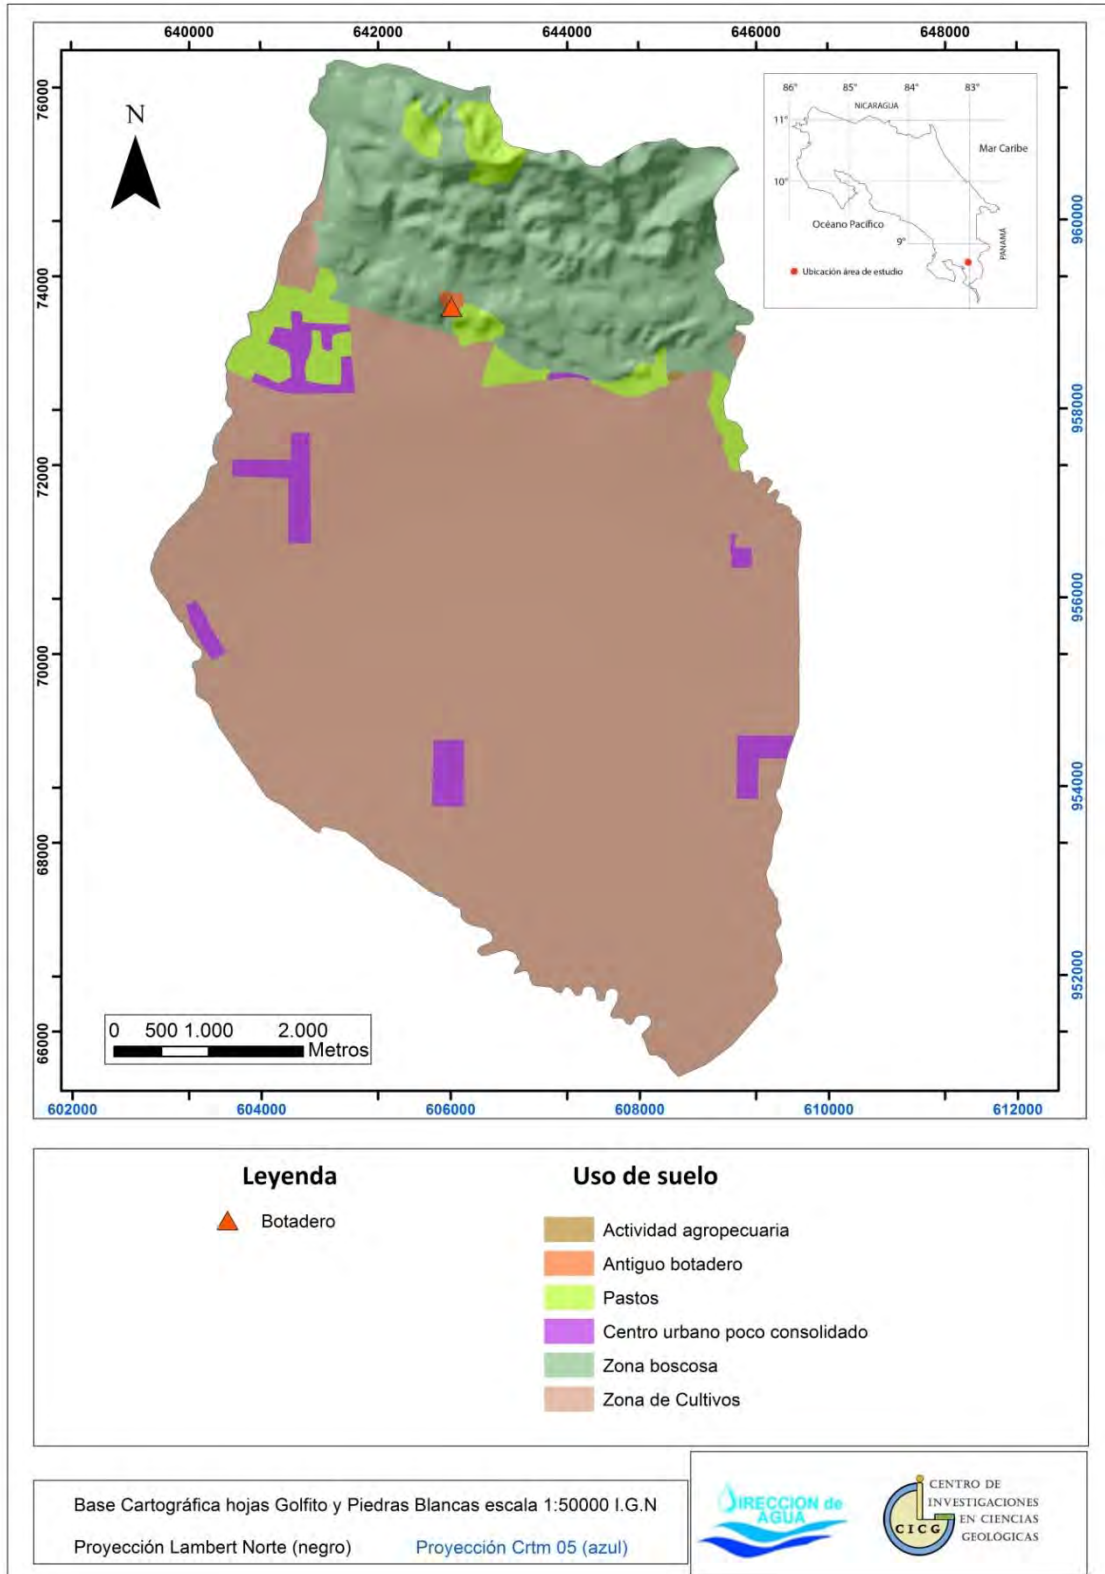 640000 642000 644000 646000 648000
76000
74000
72000
70000
68000
66000
N
86° 85° 84° 83°
NICARAGUA
11°
Mar Caribe
10°
Océano Pacífico
9°
PANAMÁ
Ubicación área de estudio
960000
958000
956000
954000
952000
0 500 1.000 2.000
Metros
602000 604000 606000 608000 610000 612000
Leyenda
Botadero
Uso de suelo
Actividad agropecuaria
Antiguo botadero
Pastos
Centro urbano poco consolidado
Zona boscosa
Zona de Cultivos
Base Cartográfica hojas Golfito y Piedras Blancas escala 1:50000 I.G.N
Proyección Lambert Norte (negro) Proyección Crtm 05 (azul)
DIRECCION de
AGUA
CICG
CENTRO DE
INVESTIGACIONES
EN CIENCIAS
GEOLÓGICAS